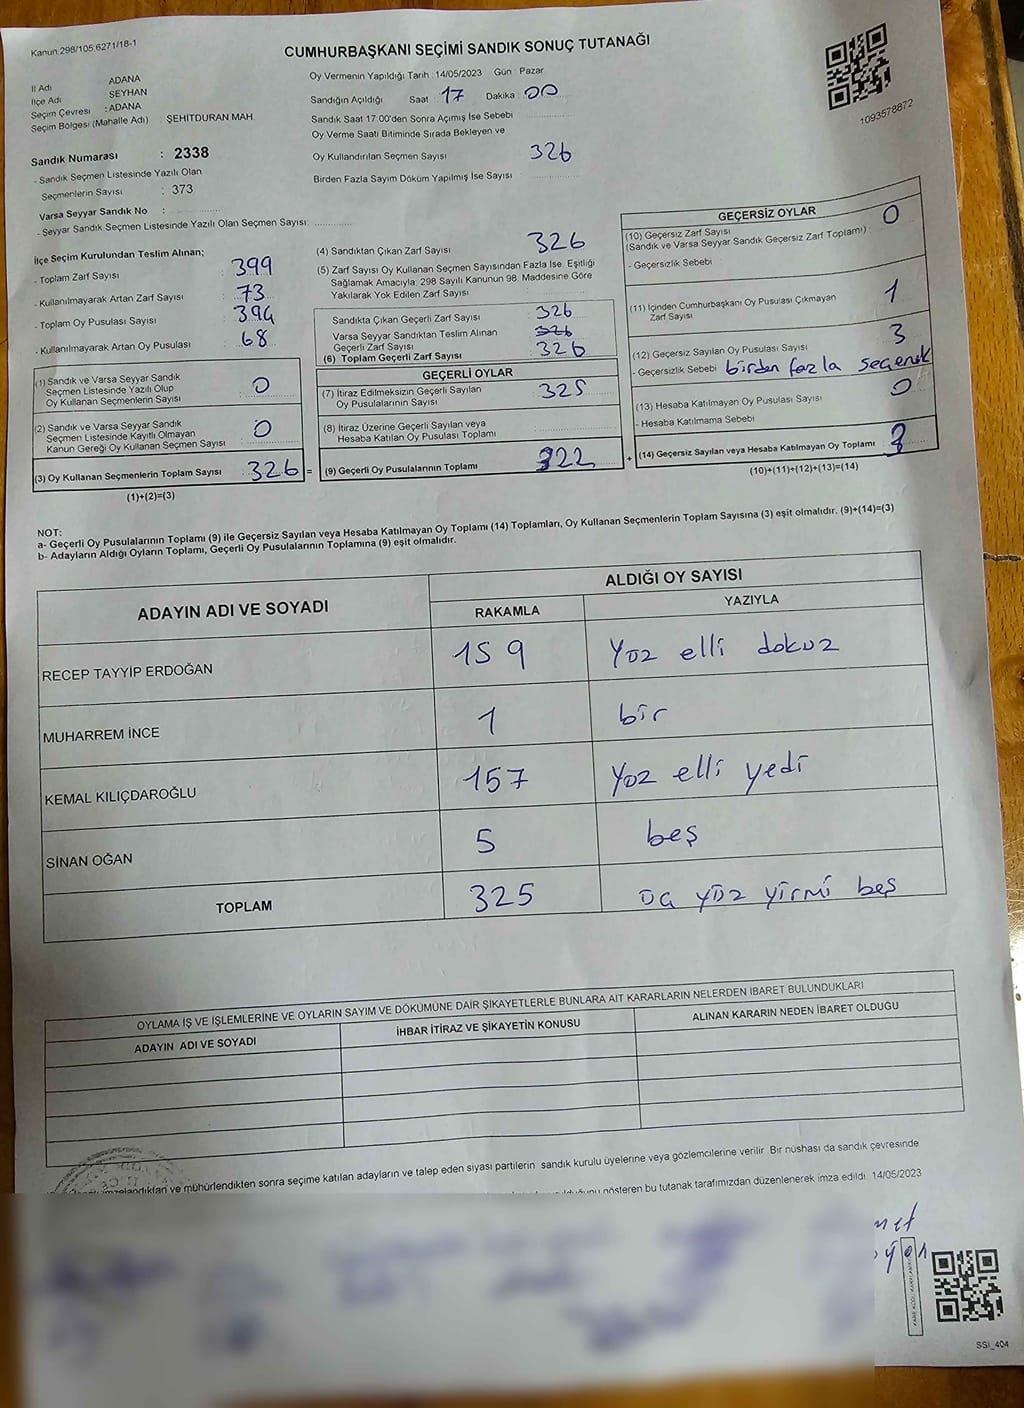 Kanun.298/105:6271/18-1
CUMHURBAŞKANI SEÇİMİ SANDIK SONUÇ TUTANAĞI
İl Adı : ADANA
İlçe Adı : SEYHAN
Seçim Çevresi : ADANA
Seçim Bölgesi (Mahalle Adı) : ŞEHİTDURAN MAH.
Sandık Numarası : 2338
- Sandık Seçmen Listesinde Yazılı Olan
Seçmenlerin Sayısı : 373
Varsa Seyyar Sandık No :
- Seyyar Sandık Seçmen Listesinde Yazılı Olan Seçmen Sayısı:
Oy Vermenin Yapıldığı Tarih :14/05/2023 Gün : Pazar
Sandığın Açıldığı Saat : 17 Dakika : 00
Sandık Saat 17:00'den Sonra Açımış İse Sebebi
Oy Verme Saati Bitiminde Sırada Bekleyen ve
Oy Kullandırılan Seçmen Sayısı : 326
Birden Fazla Sayım Döküm Yapılmış İse Sayısı :
1093578872
İlçe Seçim Kurulundan Teslim Alınan;
- Toplam Zarf Sayısı : 399
- Kullanılmayarak Artan Zarf Sayısı : 73
- Toplam Oy Pusulası Sayısı : 394
- Kullanılmayarak Artan Oy Pusulası : 68
(1) Sandık ve Varsa Seyyar Sandık
Seçmen Listesinde Yazılı Olup
Oy Kullanan Seçmenlerin Sayısı : 0
(2) Sandık ve Varsa Seyyar Sandık
Seçmen Listesinde Kayıtlı Olmayan
Kanun Gereği Oy Kullanan Seçmen Sayısı : 0
(3) Oy Kullanan Seçmenlerin Toplam Sayısı : 326 =
(1)+(2)=(3)
(4) Sandıktan Çıkan Zarf Sayısı : 326
(5) Zarf Sayısı Oy Kullanan Seçmen Sayısından Fazla İse, Eşitliği
Sağlamak Amacıyla; 298 Sayılı Kanunun 98. Maddesine Göre
Yakılarak Yok Edilen Zarf Sayısı :
Sandıkta Çıkan Geçerli Zarf Sayısı : 326
Varsa Seyyar Sandıktan Teslim Alınan
Geçerli Zarf Sayısı : 326
(6) Toplam Geçerli Zarf Sayısı : 326
GEÇERLİ OYLAR
(7) İtiraz Edilmeksizin Geçerli Sayılan
Oy Pusulalarının Sayısı : 325
(8) İtiraz Üzerine Geçerli Sayılan veya
Hesaba Katılan Oy Pusulası Toplamı :
(9) Geçerli Oy Pusulalarının Toplamı : 322 +
GEÇERSİZ OYLAR
(10) Geçersiz Zarf Sayısı
(Sandık ve Varsa Seyyar Sandık Geçersiz Zarf Toplamı) : 0
- Geçersizlik Sebebi :
(11) İçinden Cumhurbaşkanı Oy Pusulası Çıkmayan
Zarf Sayısı : 1
(12) Geçersiz Sayılan Oy Pusulası Sayısı : 3
- Geçersizlik Sebebi : birden fazla seçenek
(13) Hesaba Katılmayan Oy Pusulası Sayısı : 0
- Hesaba Katılmama Sebebi :
(14) Geçersiz Sayılan veya Hesaba Katılmayan Oy Toplamı :
(10)+(11)+(12)+(13)=(14)
NOT:
a- Geçerli Oy Pusulalarının Toplamı (9) ile Geçersiz Sayılan veya Hesaba Katılmayan Oy Toplamı (14) Toplamları, Oy Kullanan Seçmenlerin Toplam Sayısına (3) eşit olmalıdır. (9)+(14)=(3)
b- Adayların Aldığı Oyların Toplamı, Geçerli Oy Pusulalarının Toplamına (9) eşit olmalıdır.
ADAYIN ADI VE SOYADI
ALDIĞI OY SAYISI
RAKAMLA YAZIYLA
RECEP TAYYİP ERDOĞAN 159 Yüz elli dokuz
MUHARREM İNCE 1 bir
KEMAL KILIÇDAROĞLU 157 Yüz elli yedi
SİNAN OĞAN 5 beş
TOPLAM 325 üç yüz yirmi beş
OYLAMA İŞ VE İŞLEMLERİNE VE OYLARIN SAYIM VE DÖKÜMÜNE DAİR ŞİKAYETLERLE BUNLARA AİT KARARLARIN NELERDEN İBARET BULUNDUKLARI
ADAYIN ADI VE SOYADI
İHBAR İTİRAZ VE ŞİKAYETİN KONUSU
ALINAN KARARIN NEDEN İBARET OLDUĞU
imzalandıktan ve mühürlendikten sonra seçime katılan adayların ve talep eden siyasi partilerin sandık kurulu üyelerine veya gözlemcilerine verilir. Bir nüshası da sandık çevresinde
gösteren bu tutanak tarafımızdan düzenlenerek imza edildi. 14/05/2023
SSI_404